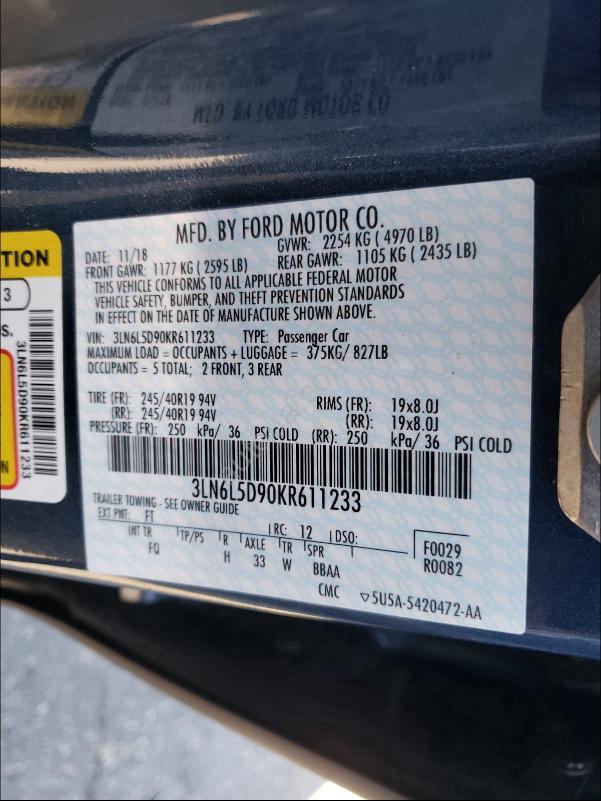 MFD. BY FORD MOTOR CO.
DATE: 11/18 GVWR: 2254 KG ( 4970 LB)
FRONT GAWR: 1177 KG ( 2595 LB) REAR GAWR: 1105 KG ( 2435 LB)
THIS VEHICLE CONFORMS TO ALL APPLICABLE FEDERAL MOTOR
VEHICLE SAFETY, BUMPER, AND THEFT PREVENTION STANDARDS
IN EFFECT ON THE DATE OF MANUFACTURE SHOWN ABOVE.
VIN: 3LN6L5D90KR611233 TYPE: Passenger Car
MAXIMUM LOAD = OCCUPANTS + LUGGAGE = 375KG/ 827LB
OCCUPANTS = 5 TOTAL; 2 FRONT, 3 REAR
TIRE (FR): 245/40R19 94V RIMS (FR): 19x8.0J
(RR): 245/40R19 94V (RR): 19x8.0J
PRESSURE (FR): 250 kPa/ 36 PSI COLD (RR): 250 kPa/ 36 PSI COLD
3LN6L5D90KR611233
TRAILER TOWING - SEE OWNER GUIDE
EXT PNT: FT RC: 12 DSO:
INT TR TP/PS R AXLE TR SPR F0029
FQ H 33 W BBAA R0082
CMC ▽5U5A-5420472-AA
TION
3
S.
N
3LN6L5D90KR611233